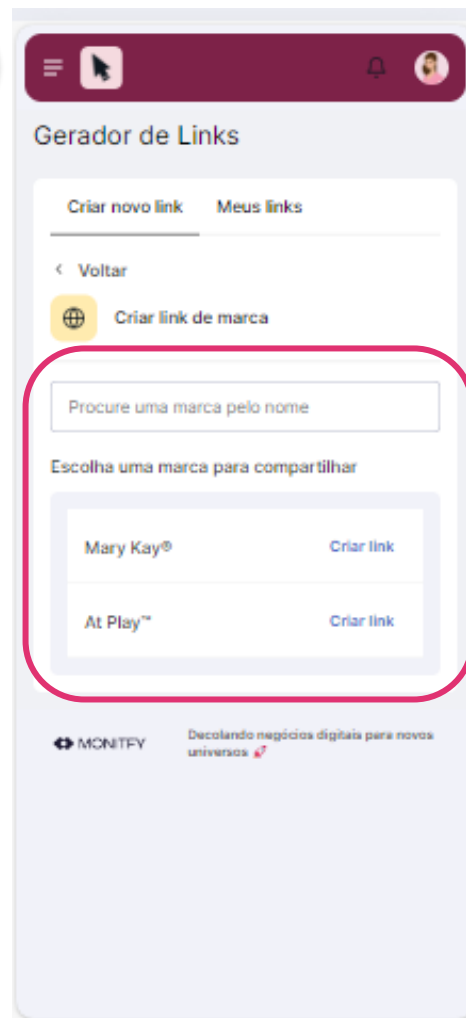 Gerador de Links
Criar novo link Meus links
Voltar
Criar link de marca
Procure uma marca pelo nome
Escolha uma marca para compartilhar
Mary Kay® Criar link
At Play™ Criar link
MONITFY
Decolando negócios digitais para novos
universos 🚀